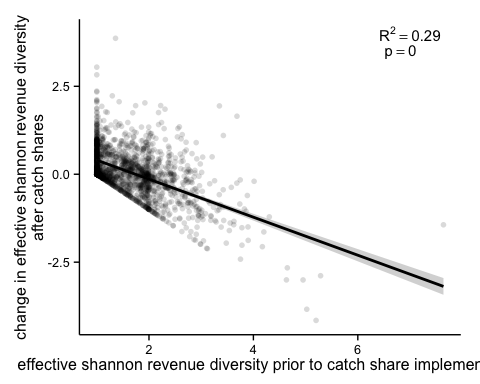 R² = 0.29
p = 0
change in effective shannon revenue diversity
after catch shares
2.5
0.0
-2.5
2
4
6
effective shannon revenue diversity prior to catch share implemer